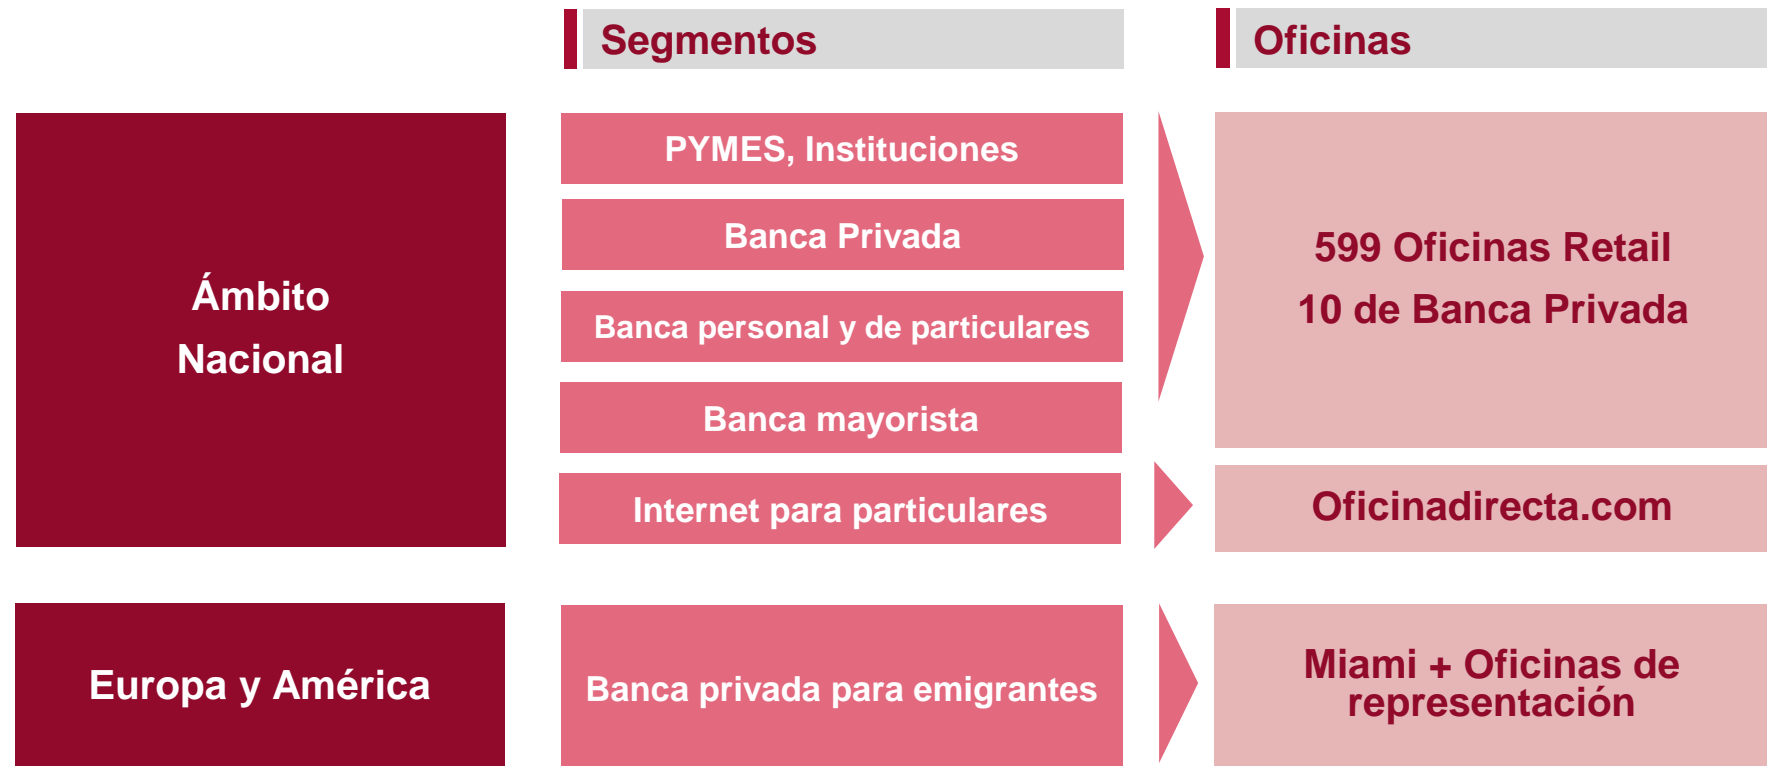 Segmentos
Oficinas
Ámbito
Nacional
PYMES, Instituciones
Banca Privada
Banca personal y de particulares
Banca mayorista
Internet para particulares
599 Oficinas Retail
10 de Banca Privada
Oficinadirecta.com
Europa y América
Banca privada para emigrantes
Miami + Oficinas de
representación